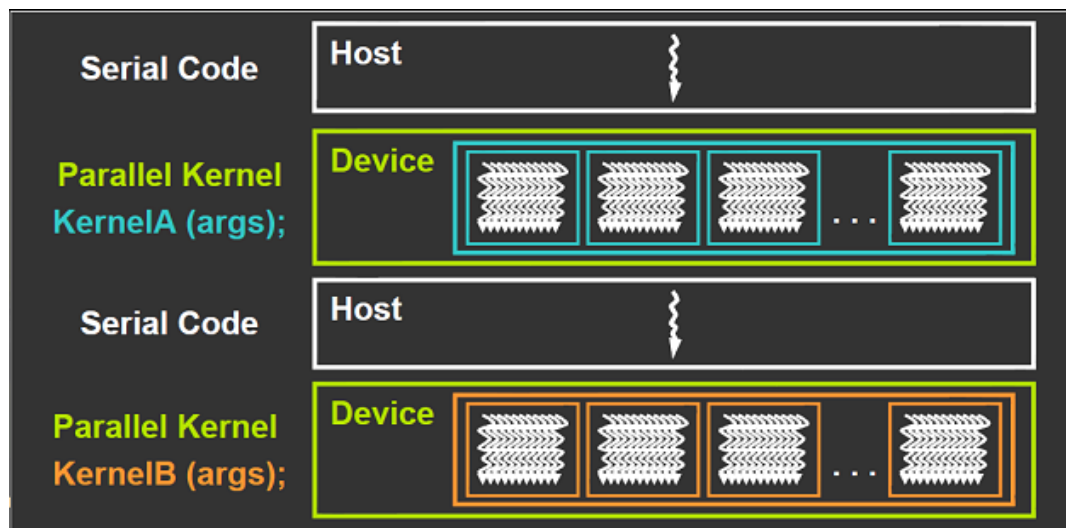 Serial Code
Host
Parallel Kernel
KernelA (args);
Device
. . .
Serial Code
Host
Parallel Kernel
KernelB (args);
Device
. . .